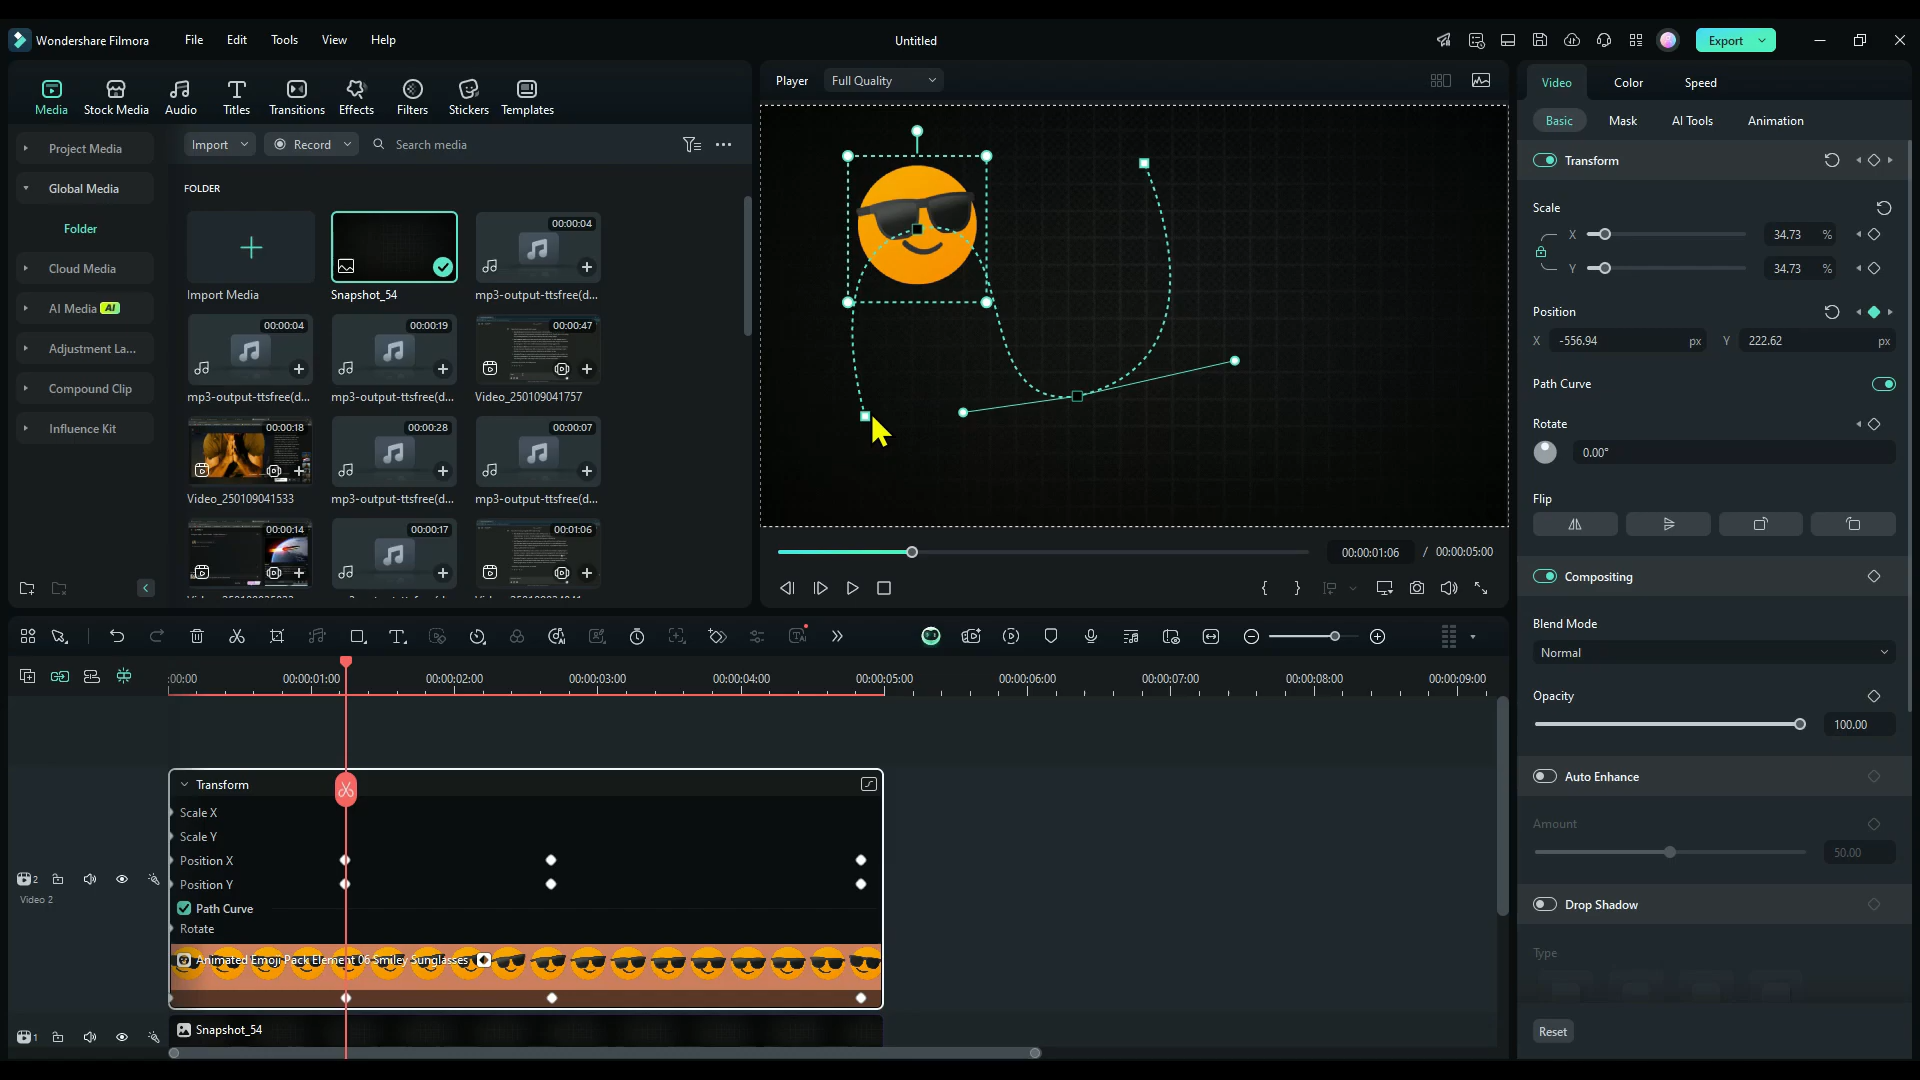 Wondershare Filmora
File
Edit
Tools
View
Help
Untitled
Export
Media
Stock Media
Audio
Titles
Transitions
Effects
Filters
Stickers
Templates
Project Media
Global Media
Folder
Cloud Media
AI Media AI
Adjustment La...
Compound Clip
Influence Kit
Import
Record
Search media
FOLDER
Import Media
Snapshot_54
00:00:04
mp3-output-ttsfree(d...
00:00:04
mp3-output-ttsfree(d...
00:00:19
mp3-output-ttsfree(d...
00:00:47
Video_250109041757
00:00:18
Video_250109041533
00:00:28
mp3-output-ttsfree(d...
00:00:07
mp3-output-ttsfree(d...
00:00:14
00:00:17
00:01:06
Player
Full Quality
00:00:01:06 / 00:00:05:00
Video
Color
Speed
Basic
Mask
AI Tools
Animation
Transform
Scale
X 34.73 %
Y 34.73 %
Position
X -556.94 px Y 222.62 px
Path Curve
Rotate
0.00°
Flip
Compositing
Blend Mode
Normal
Opacity
100.00
Auto Enhance
Amount
50.00
Drop Shadow
Type
Reset
:00:00
00:00:01:00
00:00:02:00
00:00:03:00
00:00:04:00
00:00:05:00
00:00:06:00
00:00:07:00
00:00:08:00
00:00:09:00
Transform
Scale X
Scale Y
Position X
Position Y
Path Curve
Rotate
Animated Emoji Pack Element 06 Smiley Sunglasses
2
Video 2
1
Snapshot_54